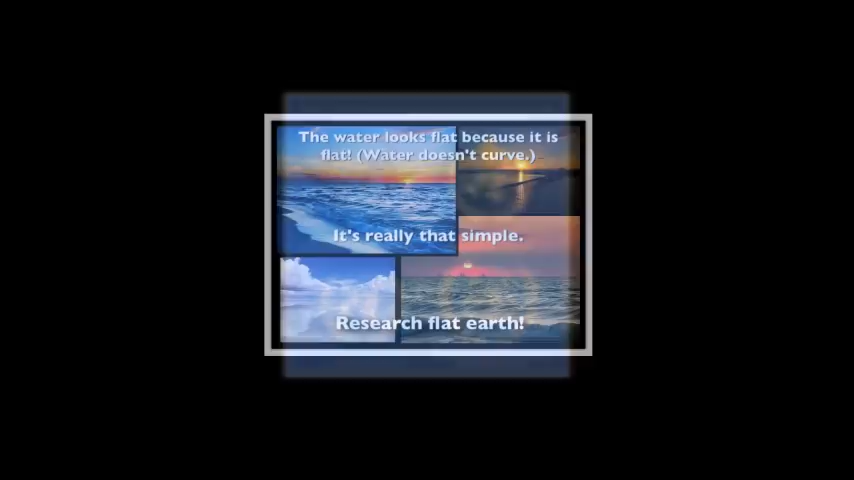 The water looks flat because it is
flat! (Water doesn't curve.)
It's really that simple.
Research flat earth!